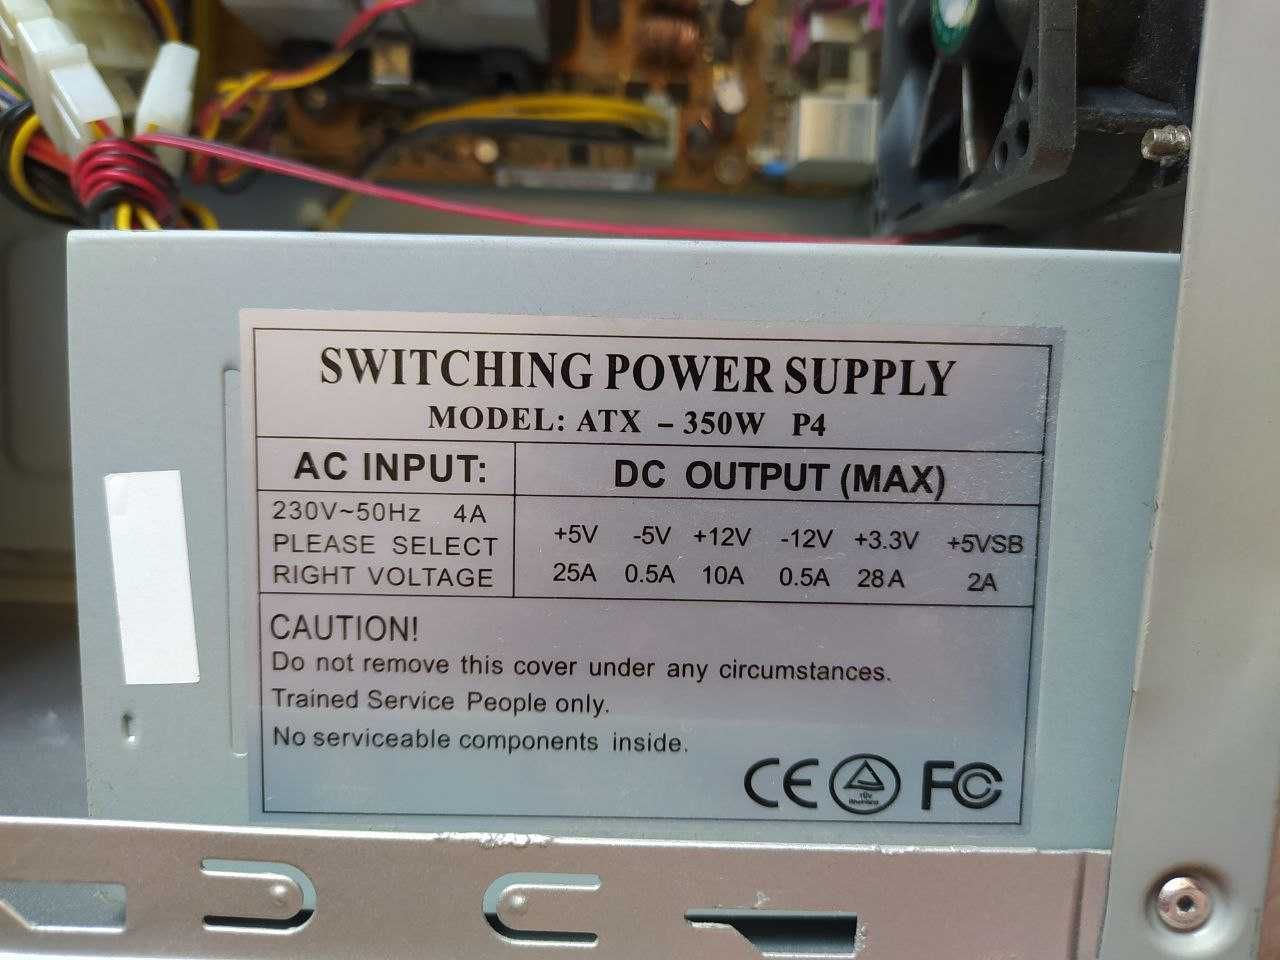 SWITCHING POWER SUPPLY
MODEL: ATX – 350W P4
AC INPUT:
230V~50Hz 4A
PLEASE SELECT
RIGHT VOLTAGE
DC OUTPUT (MAX)
+5V -5V +12V -12V +3.3V +5VSB
25A 0.5A 10A 0.5A 28A 2A
CAUTION!
Do not remove this cover under any circumstances.
Trained Service People only.
No serviceable components inside.
CE TÜV Rheinland FC